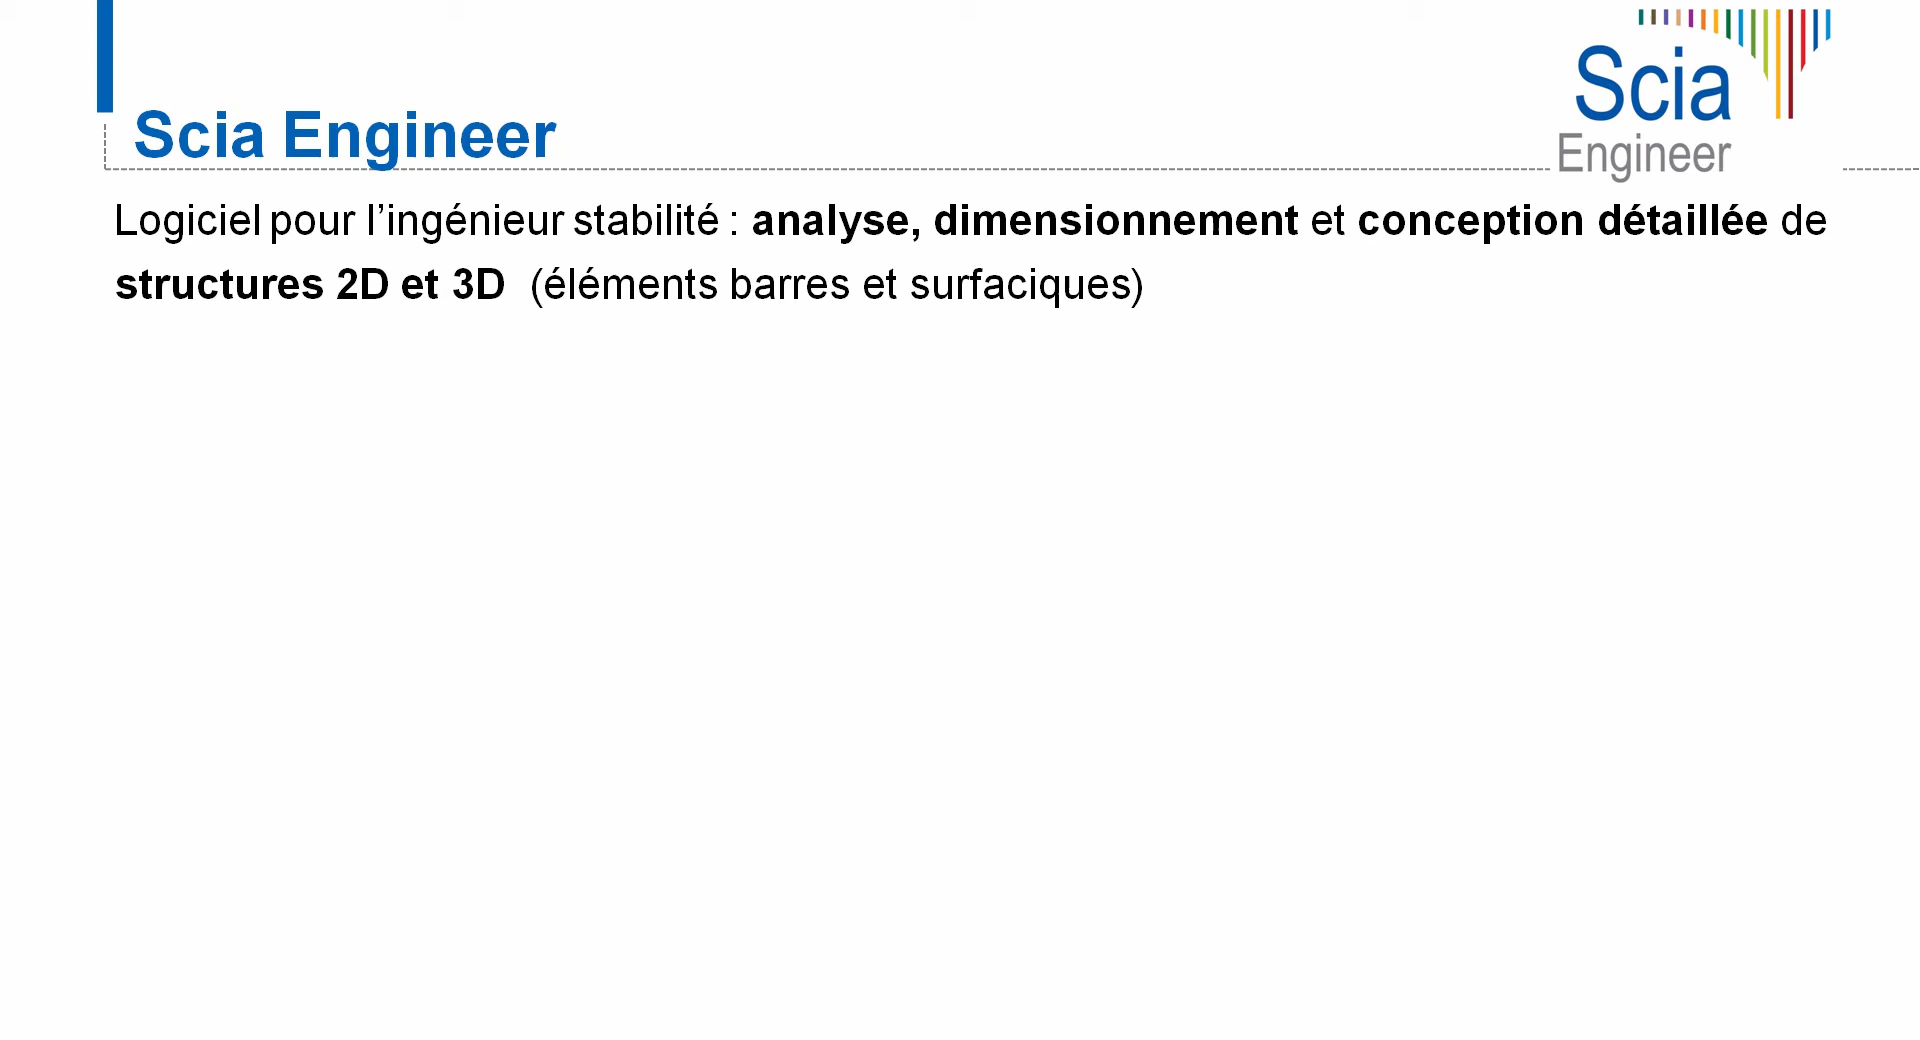 Scia
Engineer
Scia Engineer
Logiciel pour l’ingénieur stabilité : analyse, dimensionnement et conception détaillée de
structures 2D et 3D (éléments barres et surfaciques)